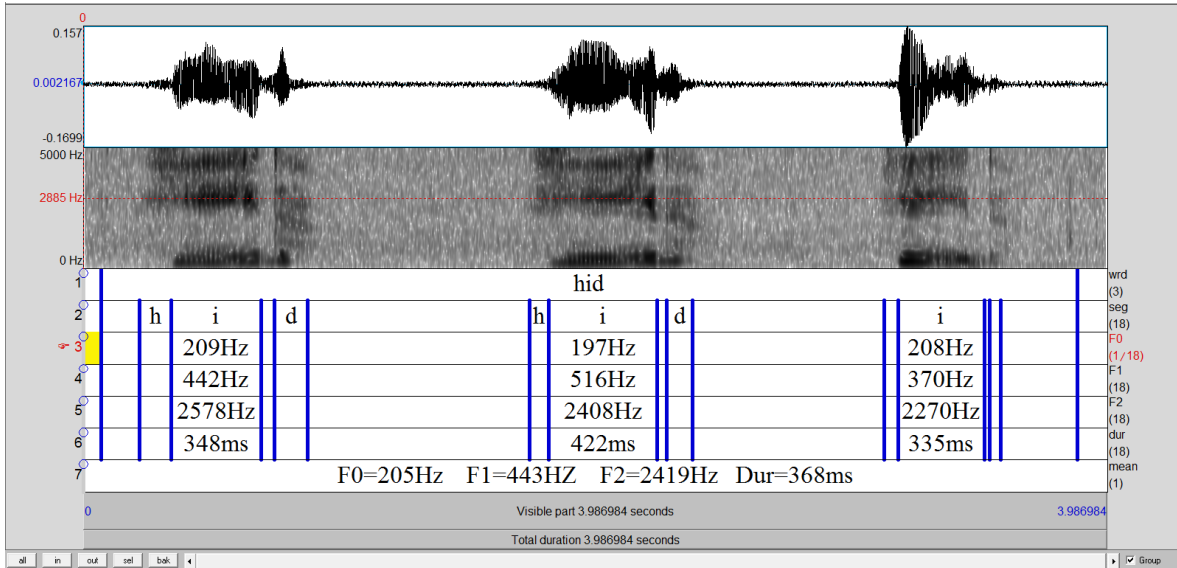 0
0.157
0.002167
-0.1699
5000 Hz
2885 Hz
0 Hz
1 hid wrd (3)
2 h i d h i d i seg (18)
3 209Hz 197Hz 208Hz F0 (1/18)
4 442Hz 516Hz 370Hz F1 (18)
5 2578Hz 2408Hz 2270Hz F2 (18)
6 348ms 422ms 335ms dur (18)
7 F0=205Hz F1=443HZ F2=2419Hz Dur=368ms mean (1)
0 Visible part 3.986984 seconds 3.986984
Total duration 3.986984 seconds
all in out sel bak Group